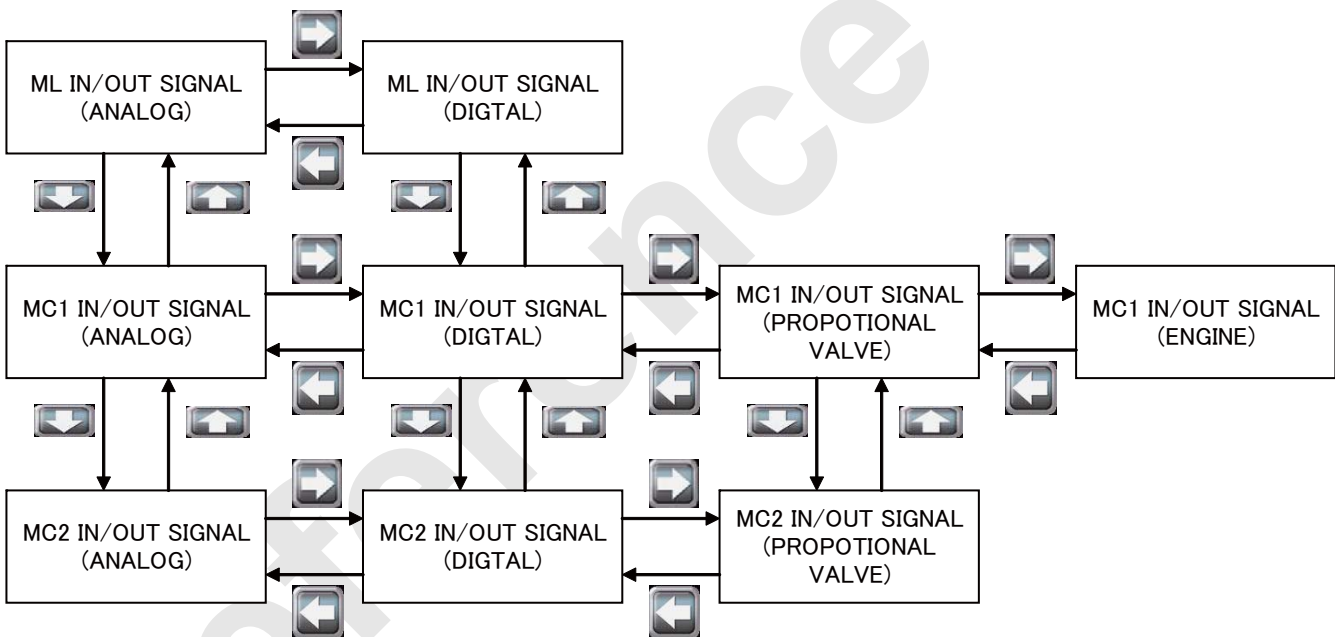 ML IN/OUT SIGNAL
(ANALOG)
ML IN/OUT SIGNAL
(DIGTAL)
MC1 IN/OUT SIGNAL
(ANALOG)
MC1 IN/OUT SIGNAL
(DIGTAL)
MC1 IN/OUT SIGNAL
(PROPOTIONAL
VALVE)
MC1 IN/OUT SIGNAL
(ENGINE)
MC2 IN/OUT SIGNAL
(ANALOG)
MC2 IN/OUT SIGNAL
(DIGTAL)
MC2 IN/OUT SIGNAL
(PROPOTIONAL
VALVE)